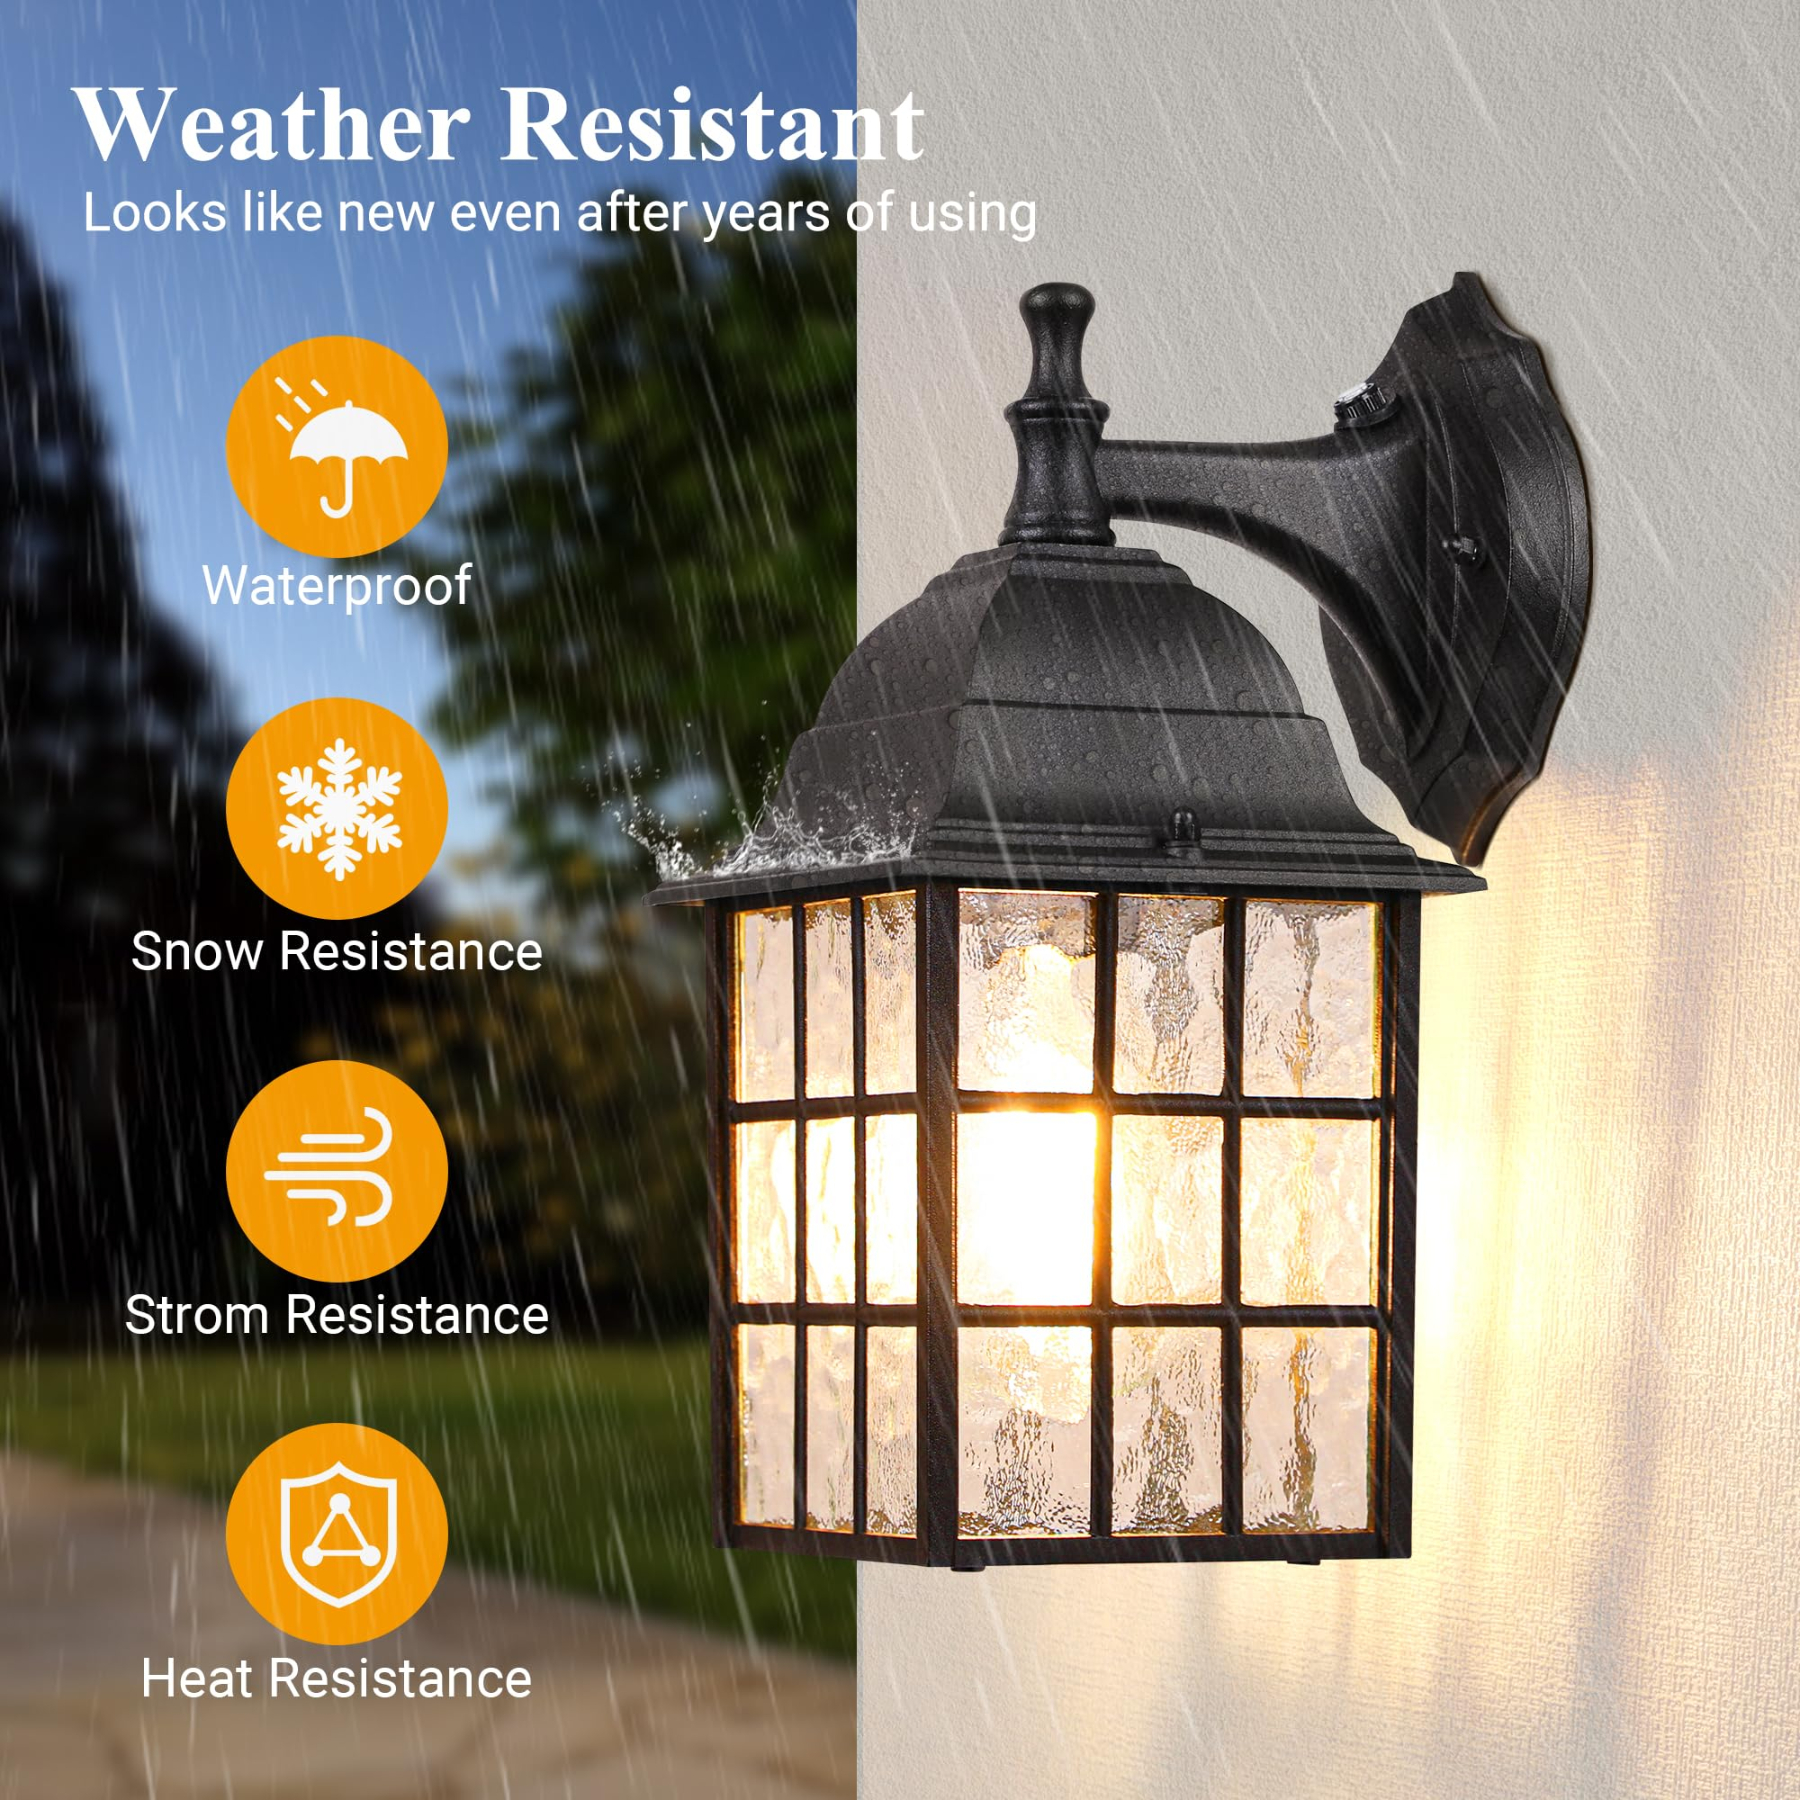 Weather Resistant
Looks like new even after years of using
Waterproof
Snow Resistance
Strom Resistance
Heat Resistance